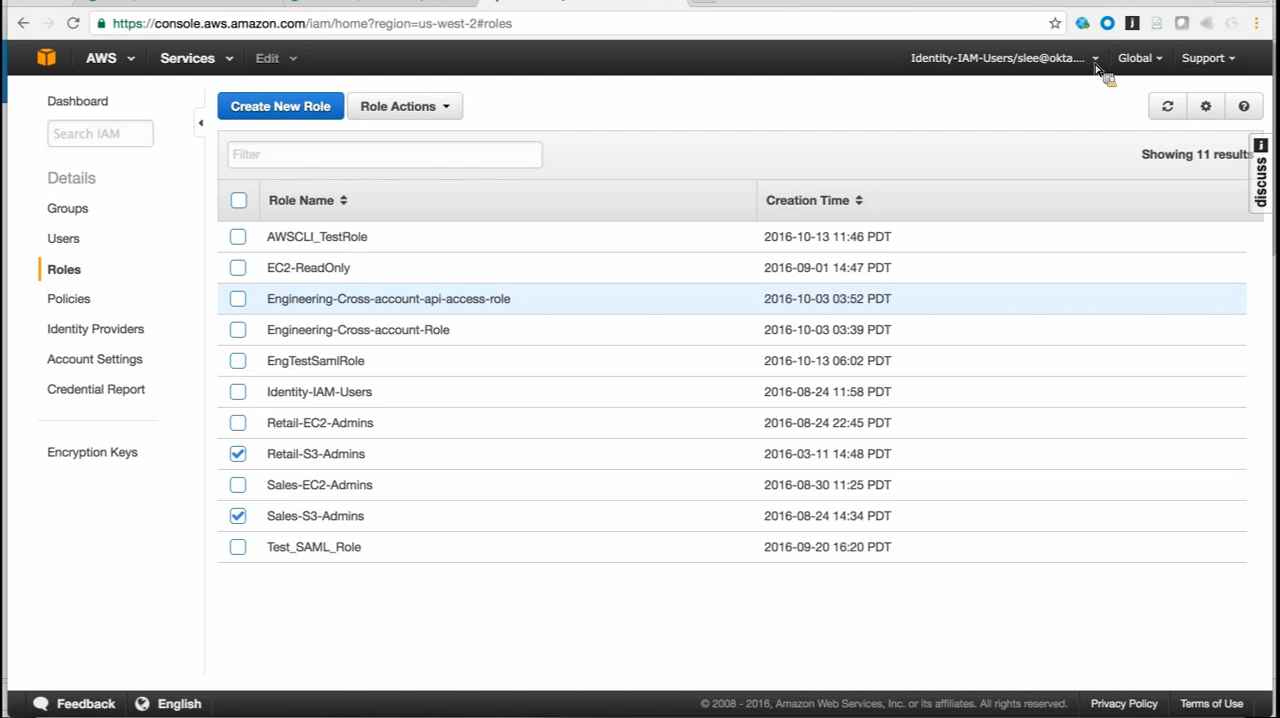 https://console.aws.amazon.com/iam/home?region=us-west-2#roles
AWS Services Edit Identity-IAM-Users/slee@okta.... Global Support
Dashboard
Search IAM
Details
Groups
Users
Roles
Policies
Identity Providers
Account Settings
Credential Report
Encryption Keys
Create New Role Role Actions
Filter
Showing 11 results
discuss
Role Name Creation Time
AWSCLI_TestRole 2016-10-13 11:46 PDT
EC2-ReadOnly 2016-09-01 14:47 PDT
Engineering-Cross-account-api-access-role 2016-10-03 03:52 PDT
Engineering-Cross-account-Role 2016-10-03 03:39 PDT
EngTestSamlRole 2016-10-13 06:02 PDT
Identity-IAM-Users 2016-08-24 11:58 PDT
Retail-EC2-Admins 2016-08-24 22:45 PDT
Retail-S3-Admins 2016-03-11 14:48 PDT
Sales-EC2-Admins 2016-08-30 11:25 PDT
Sales-S3-Admins 2016-08-24 14:34 PDT
Test_SAML_Role 2016-09-20 16:20 PDT
Feedback English © 2008 - 2016, Amazon Web Services, Inc. or its affiliates. All rights reserved. Privacy Policy Terms of Use